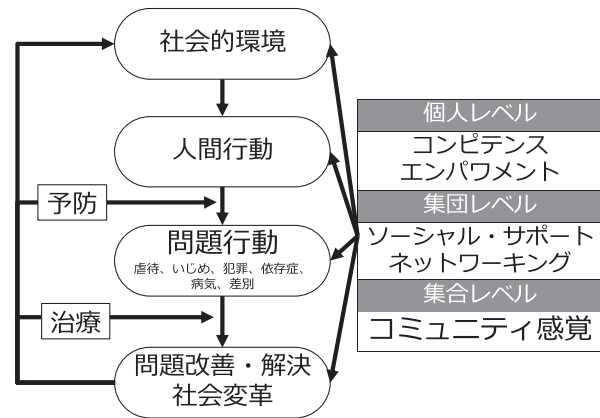 社会的環境
人間行動
予防
問題行動
虐待、いじめ、犯罪、依存症、
病気、差別
治療
問題改善・解決
社会変革
個人レベル
コンピテンス
エンパワメント
集団レベル
ソーシャル・サポート
ネットワーキング
集合レベル
コミュニティ感覚